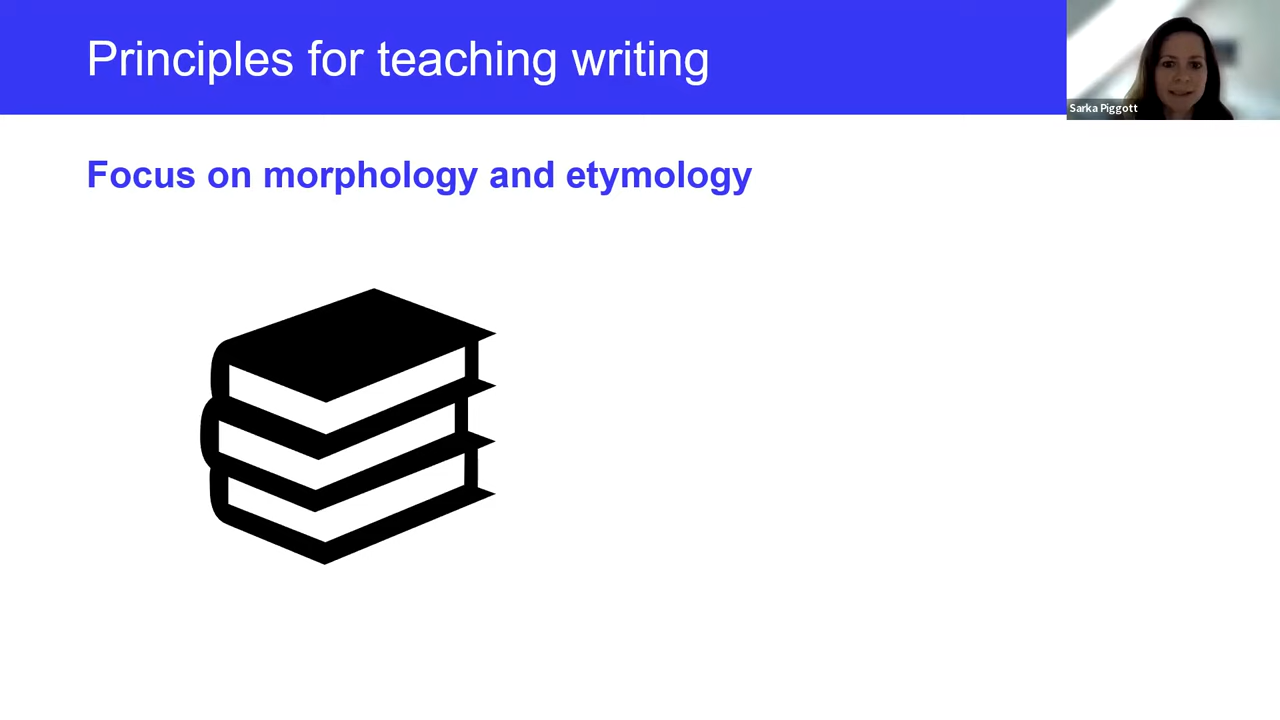 Principles for teaching writing
Sarka Piggott
Focus on morphology and etymology